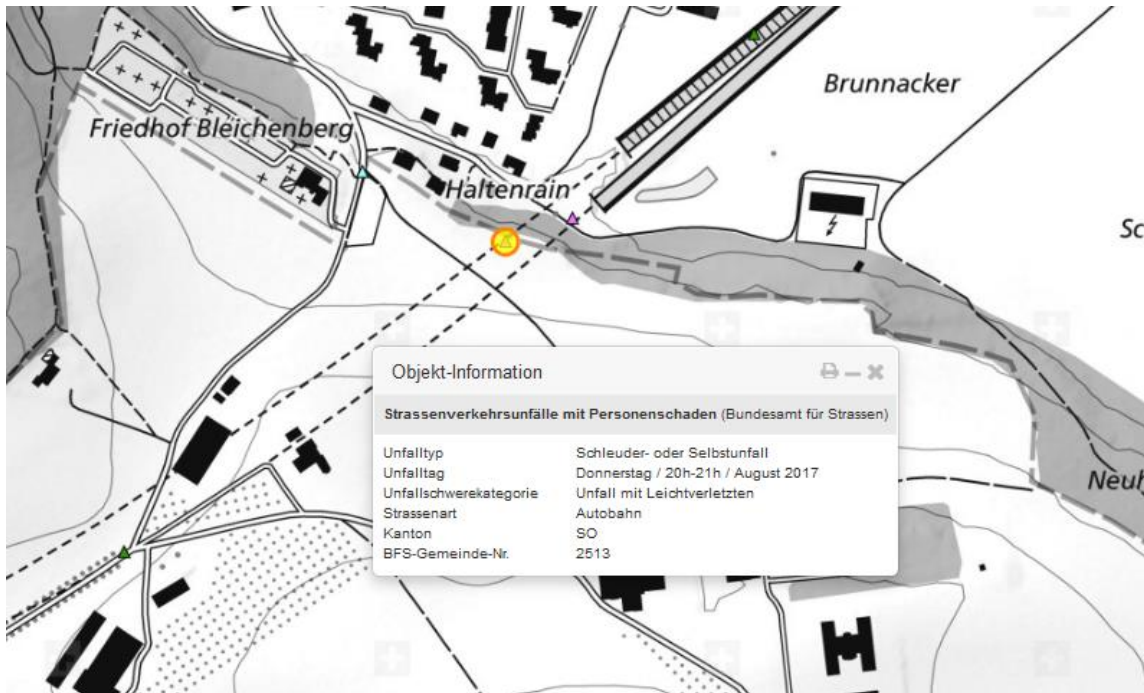 Brunnacker
Friedhof Bleichenberg
Haltenrain
Sc
Objekt-Information
Strassenverkehrsunfälle mit Personenschaden (Bundesamt für Strassen)
Unfalltyp Schleuder- oder Selbstunfall
Unfalltag Donnerstag / 20h-21h / August 2017
Unfallschwerekategorie Unfall mit Leichtverletzten
Strassenart Autobahn
Kanton SO
BFS-Gemeinde-Nr. 2513